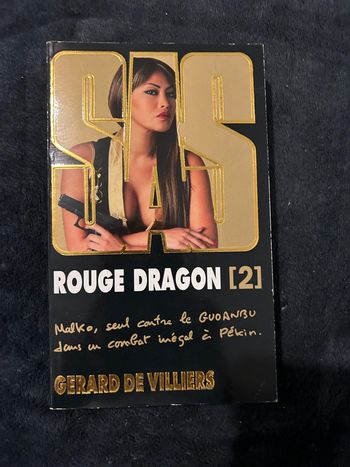 SAS
ROUGE DRAGON [2]
Malko, seul contre le GUOANBU
dans un combat inégal à Pékin.
GERARD DE VILLIERS